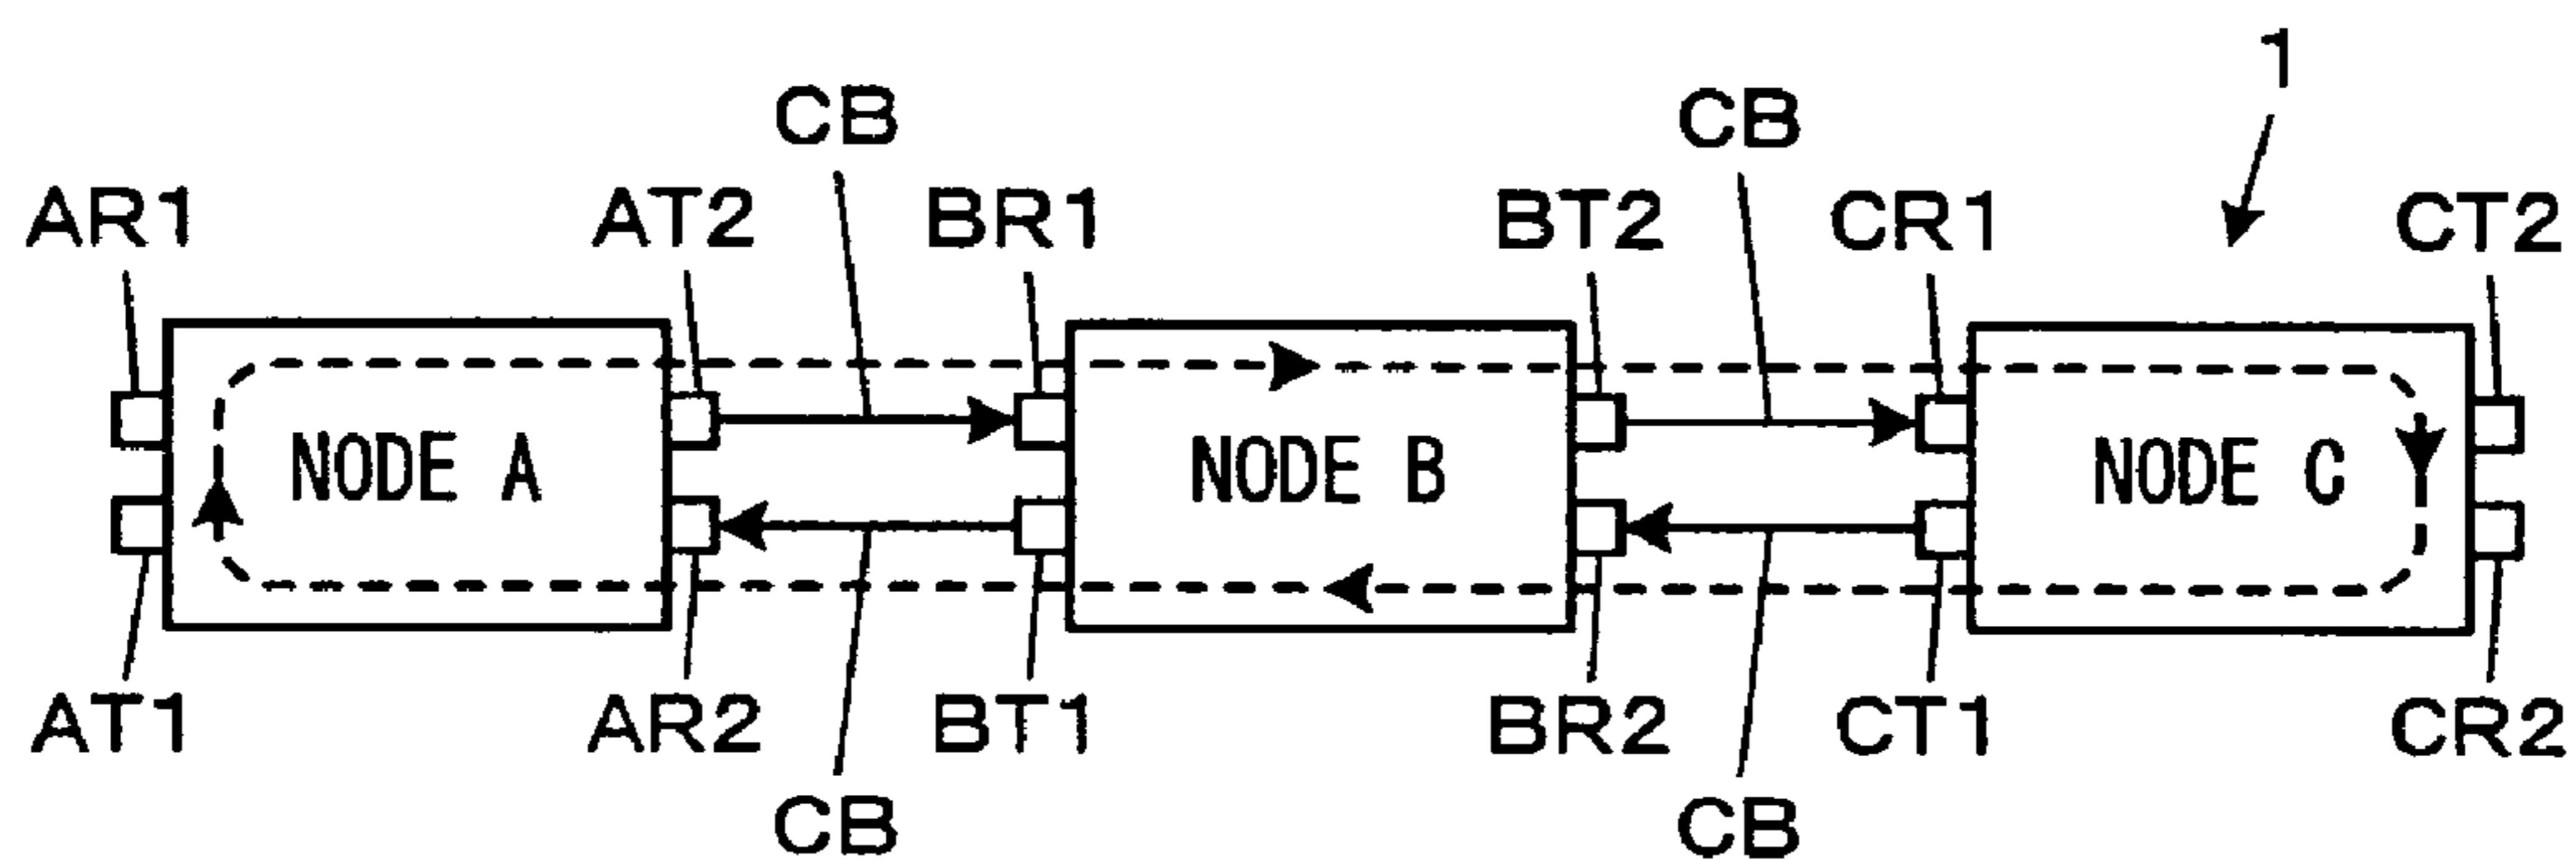 1
CB CB
AR1 AT2 BR1 BT2 CR1 CT2
NODE A NODE B NODE C
AT1 AR2 BT1 BR2 CT1 CR2
CB CB